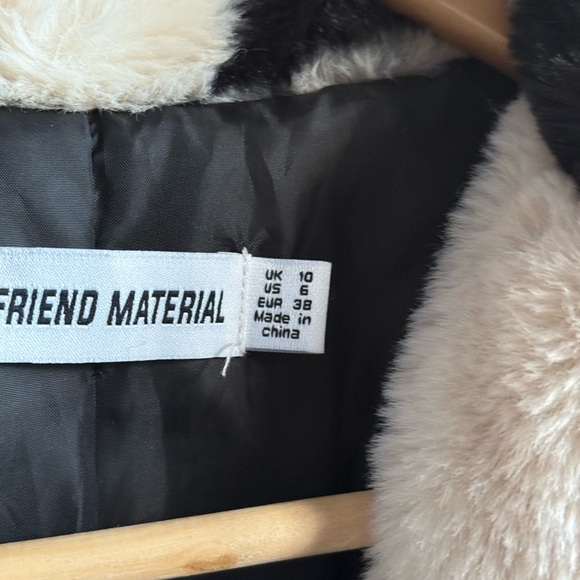 FRIEND MATERIAL
UK 10
US 6
EUR 38
Made in
china